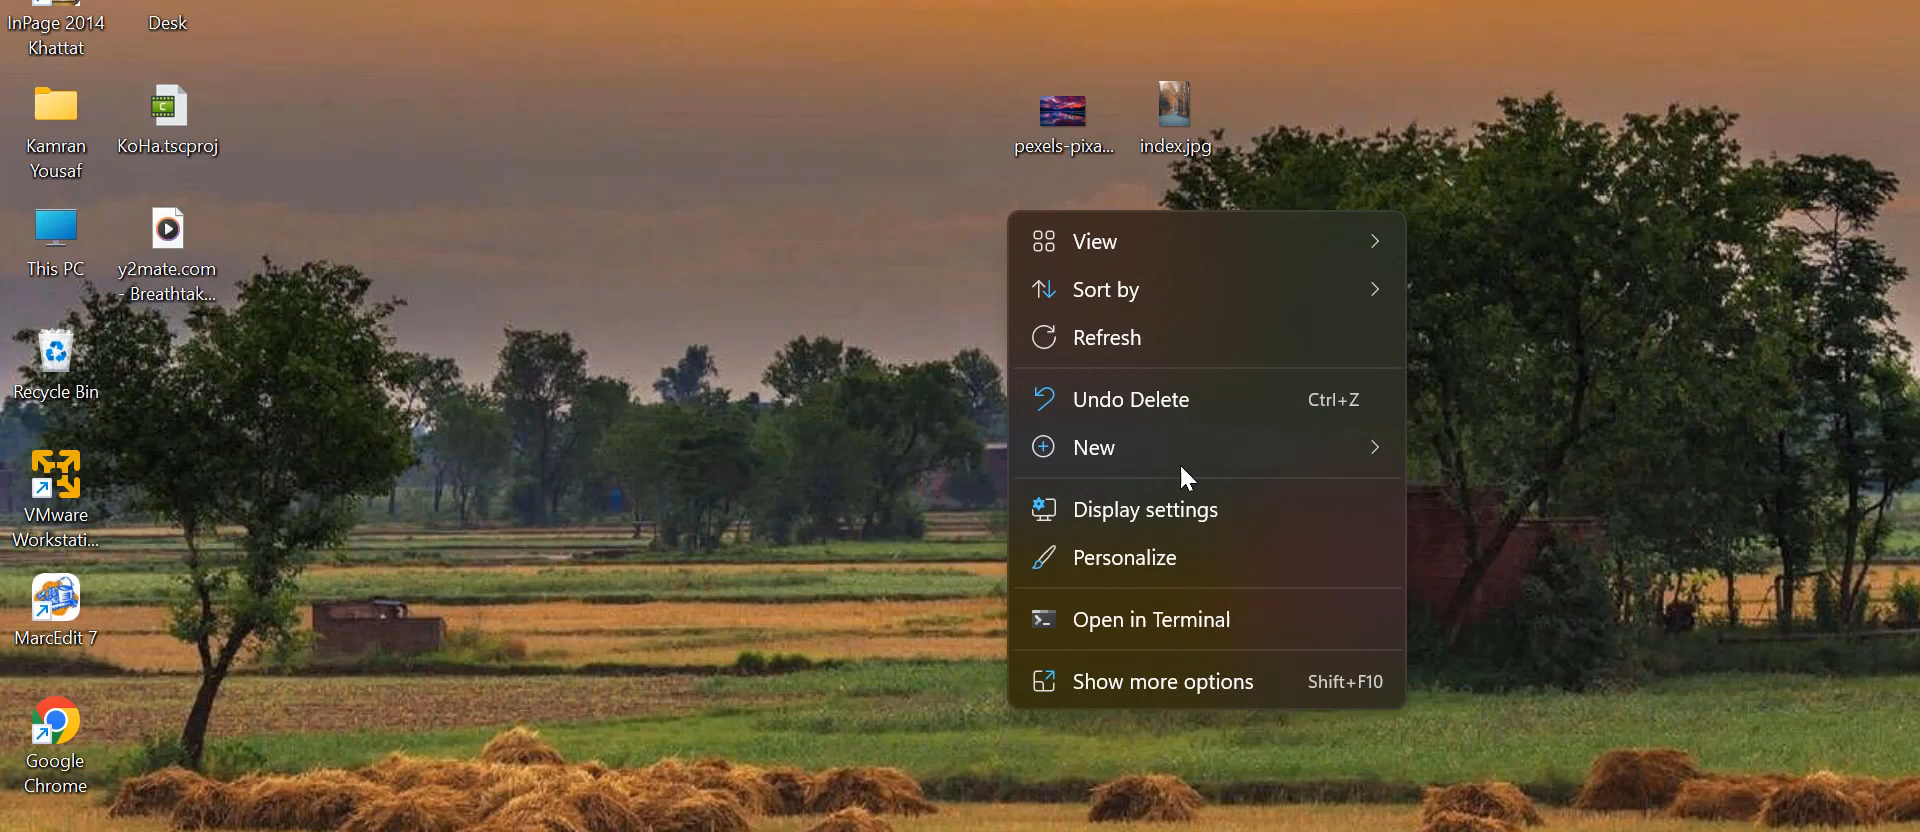 InPage 2014
Khattat
Desk
Kamran
Yousaf
KoHa.tscproj
This PC
y2mate.com
- Breathtak...
Recycle Bin
VMware
Workstati...
MarcEdit 7
Google
Chrome
pexels-pixa...
index.jpg
View
Sort by
Refresh
Undo Delete Ctrl+Z
New
Display settings
Personalize
Open in Terminal
Show more options Shift+F10